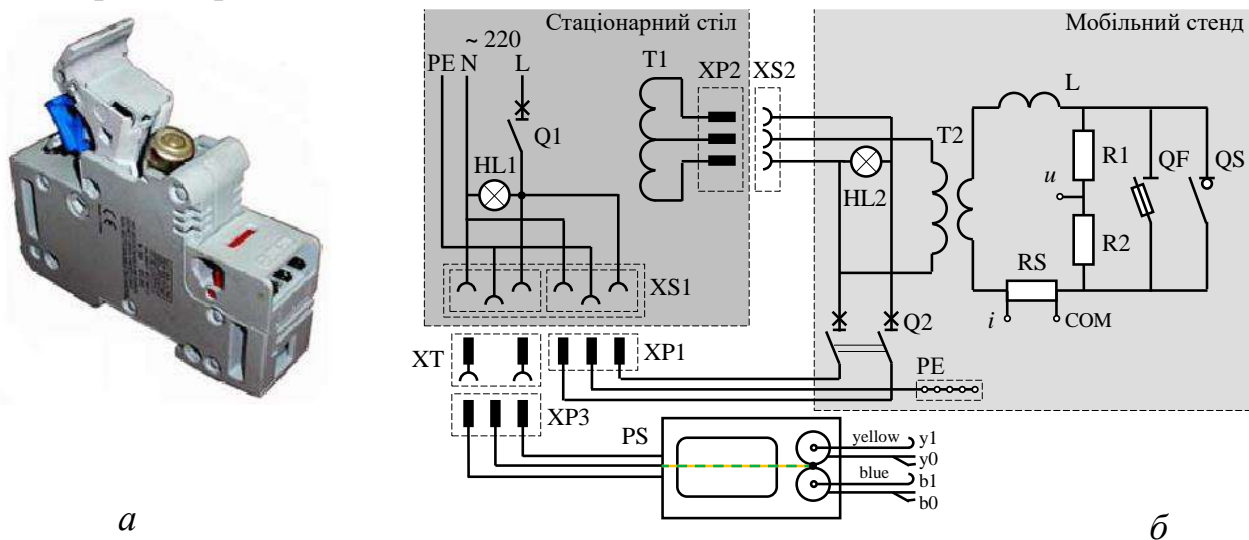 Стаціонарний стіл
Мобільний стенд
~ 220
PE N L
T1
XP2 XS2
Q1
HL1
HL2
T2
L
R1
QF
QS
u
R2
RS
i
COM
XS1
XT
XP1
Q2
PE
XP3
PS
yellow
y1
y0
blue
b1
b0
а
б